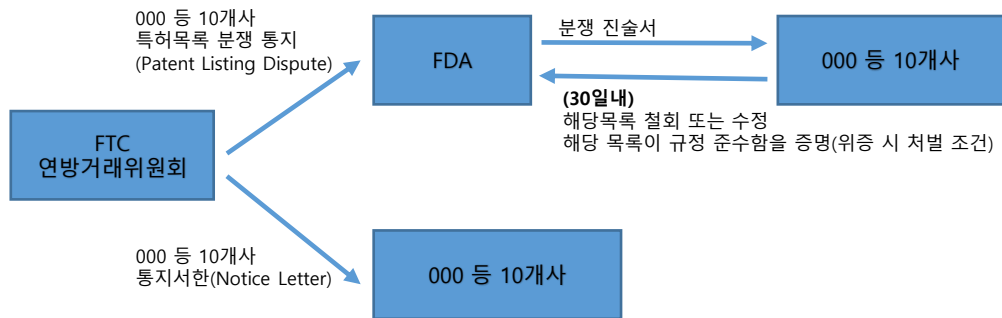 000 등 10개사
특허목록 분쟁 통지
(Patent Listing Dispute)
FDA
분쟁 진술서
000 등 10개사
(30일내)
해당목록 철회 또는 수정
해당 목록이 규정 준수함을 증명(위증 시 처벌 조건)
FTC
연방거래위원회
000 등 10개사
통지서한(Notice Letter)
000 등 10개사